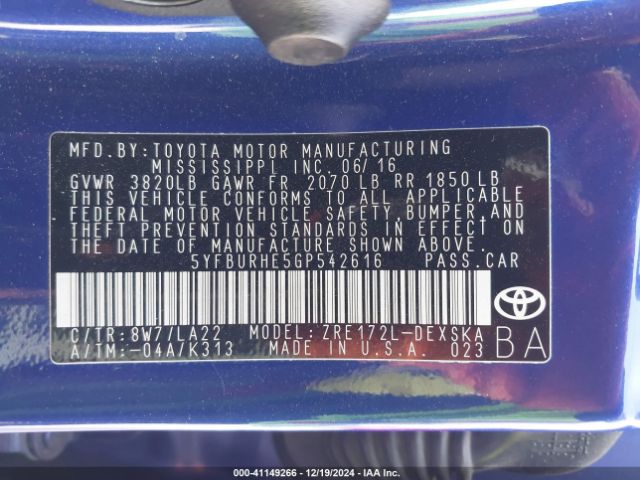 MFD.BY:TOYOTA MOTOR MANUFACTURING
MISSISSIPPI INC. 06/16
GVWR 3820LB GAWR FR 2070 LB RR 1850 LB
THIS VEHICLE CONFORMS TO ALL APPLICABLE
FEDERAL MOTOR VEHICLE SAFETY, BUMPER, AND
THEFT PREVENTION STANDARDS IN EFFECT ON
THE DATE OF MANUFACTURE SHOWN ABOVE.
5YFBURHE5GP542616 PASS.CAR
C/TR: 8W7/LA22 MODEL: ZRE172L-DEXSKA
A/TM:-04A/K313 MADE IN U.S.A. 023
BA
000-41149266 - 12/19/2024 - IAA Inc.